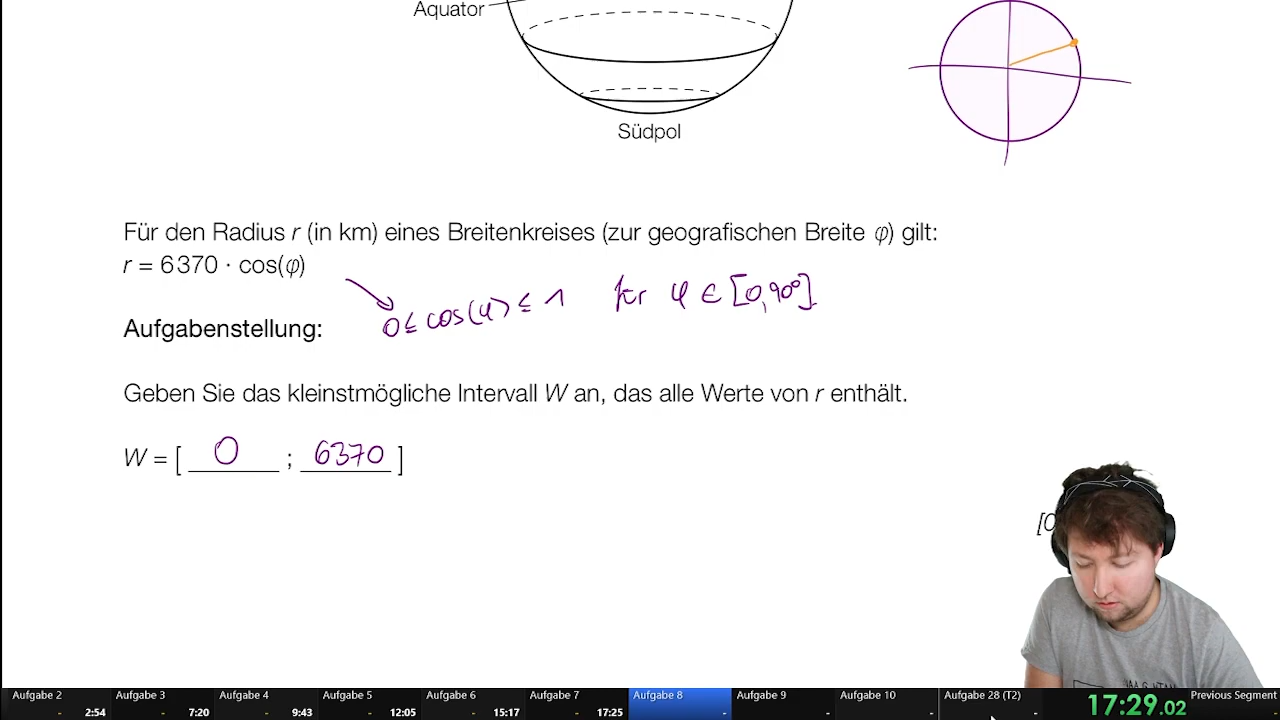 Äquator
Südpol
Für den Radius r (in km) eines Breitenkreises (zur geografischen Breite φ) gilt:
r = 6 370 · cos(φ)
0 ≤ cos(φ) ≤ 1 für φ ∈ [0, 90°]
Aufgabenstellung:
Geben Sie das kleinstmögliche Intervall W an, das alle Werte von r enthält.
W = [ 0 ; 6370 ]
[0
Aufgabe 2 Aufgabe 3 Aufgabe 4 Aufgabe 5 Aufgabe 6 Aufgabe 7 Aufgabe 8 Aufgabe 9 Aufgabe 10 Aufgabe 28 (T2) 17:29.02 Previous Segment
- 2:54 - 7:20 - 9:43 - 12:05 - 15:17 - 17:25 - - - - -